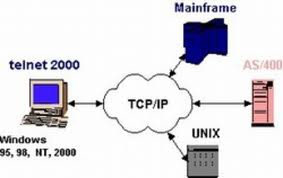 Mainframe
telnet 2000
AS/400
TCP/IP
Windows
95, 98, NT, 2000
UNIX